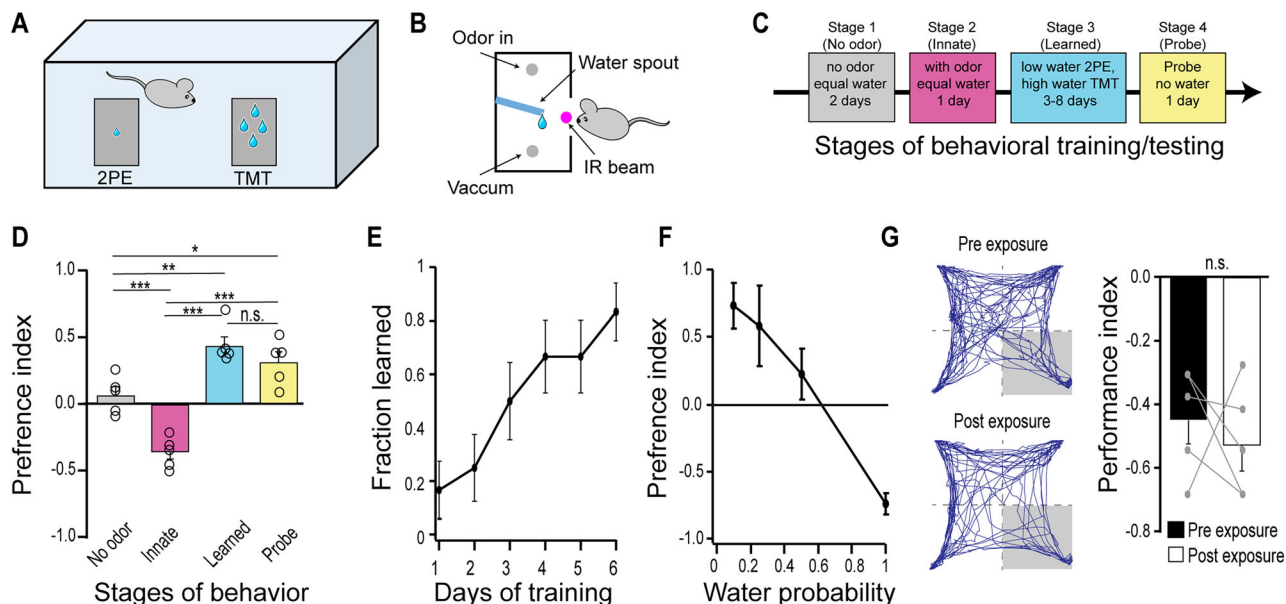 A
2PE
TMT
B
Odor in
Water spout
Vaccum
IR beam
C
Stage 1
(No odor)
Stage 2
(Innate)
Stage 3
(Learned)
Stage 4
(Probe)
no odor
equal water
2 days
with odor
equal water
1 day
low water 2PE,
high water TMT
3-8 days
Probe
no water
1 day
Stages of behavioral training/testing
D
Prefrence index
1.0
0.5
0.0
-0.5
-1.0
*
**
***
***
***
n.s.
No odor
Innate
Learned
Probe
Stages of behavior
E
Fraction learned
1
0.8
0.6
0.4
0.2
0
1 2 3 4 5 6
Days of training
F
Prefrence index
1.0
0.5
0.0
0.5
1.0
0 0.2 0.4 0.6 0.8 1
Water probability
G
Pre exposure
Post exposure
Performance index
n.s.
0.0
-0.2
-0.4
-0.6
-0.8
Pre exposure
Post exposure